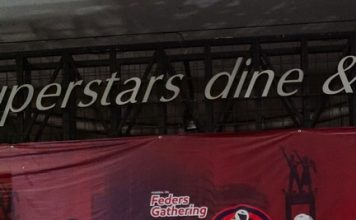 uperstars dine &
Feders
Gathering